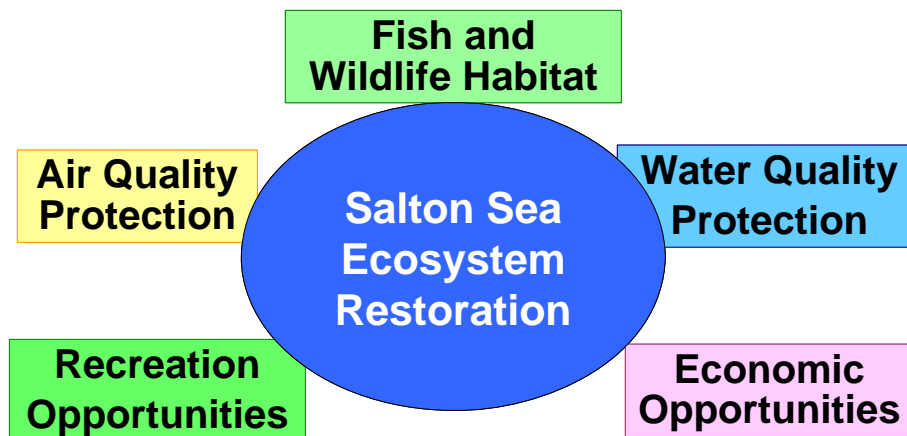 Fish and
Wildlife Habitat
Air Quality
Protection
Water Quality
Protection
Salton Sea
Ecosystem
Restoration
Recreation
Opportunities
Economic
Opportunities